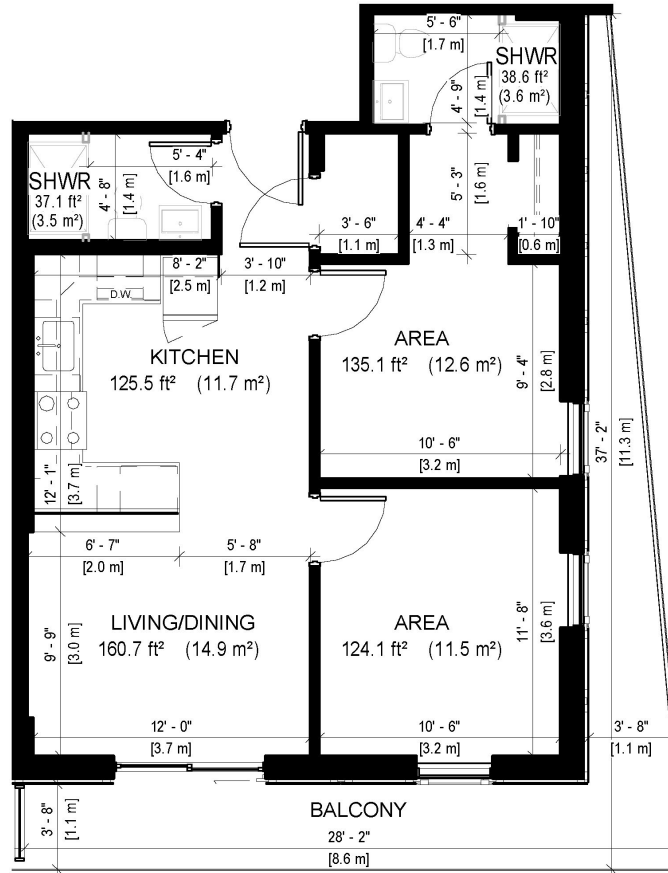 5' - 6"
[1.7 m]
SHWR
38.6 ft²
(3.6 m²)
4' - 9"
[1.4 m]
5' - 4"
[1.6 m]
SHWR
37.1 ft²
(3.5 m²)
4' - 8"
[1.4 m]
5' - 3"
[1.6 m]
3' - 6"
[1.1 m]
4' - 4"
[1.3 m]
1' - 10"
[0.6 m]
8' - 2"
[2.5 m]
3' - 10"
[1.2 m]
D.W.
KITCHEN
125.5 ft² (11.7 m²)
AREA
135.1 ft² (12.6 m²)
9' - 4"
[2.8 m]
37' - 2"
[11.3 m]
10' - 6"
[3.2 m]
12' - 1"
[3.7 m]
6' - 7"
[2.0 m]
5' - 8"
[1.7 m]
LIVING/DINING
160.7 ft² (14.9 m²)
AREA
124.1 ft² (11.5 m²)
9' - 9"
[3.0 m]
11' - 8"
[3.6 m]
12' - 0"
[3.7 m]
10' - 6"
[3.2 m]
3' - 8"
[1.1 m]
3' - 8"
[1.1 m]
BALCONY
28' - 2"
[8.6 m]